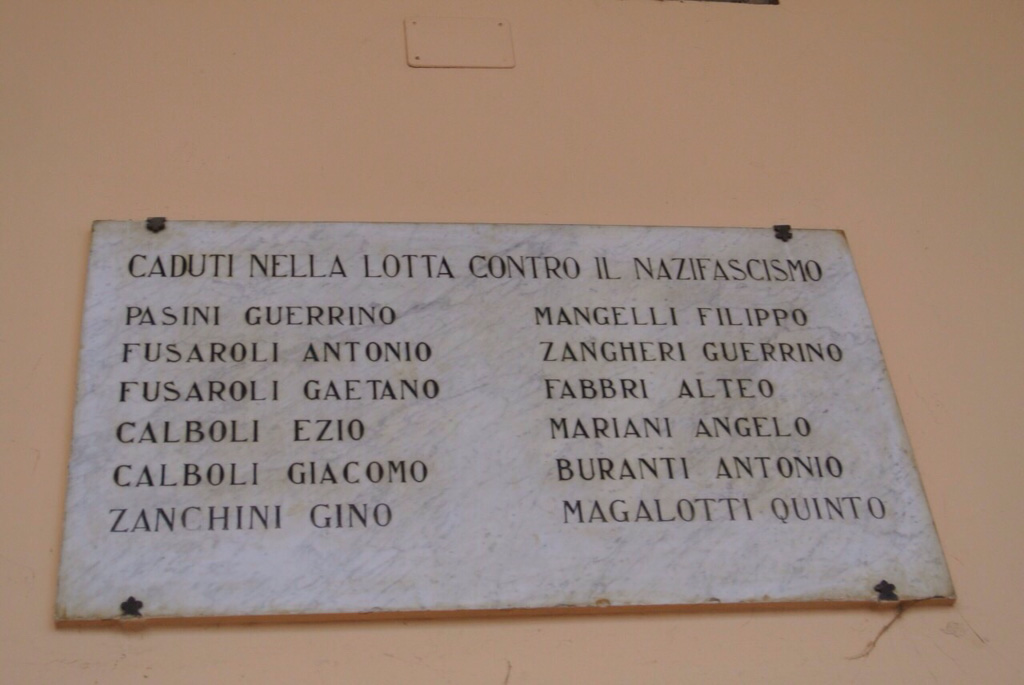 CADUTI NELLA LOTTA CONTRO IL NAZIFASCISMO
PASINI GUERRINO
FUSAROLI ANTONIO
FUSAROLI GAETANO
CALBOLI EZIO
CALBOLI GIACOMO
ZANCHINI GINO
MANGELLI FILIPPO
ZANGHERI GUERRINO
FABBRI ALTEO
MARIANI ANGELO
BURANTI ANTONIO
MAGALOTTI QUINTO